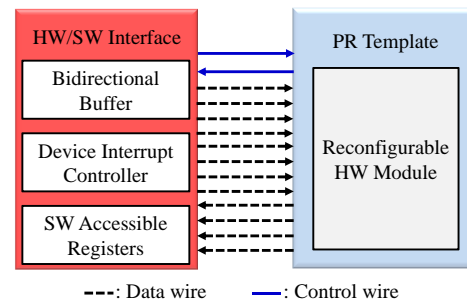 HW/SW Interface
Bidirectional
Buffer
Device Interrupt
Controller
SW Accessible
Registers
PR Template
Reconfigurable
HW Module
: Data wire
: Control wire